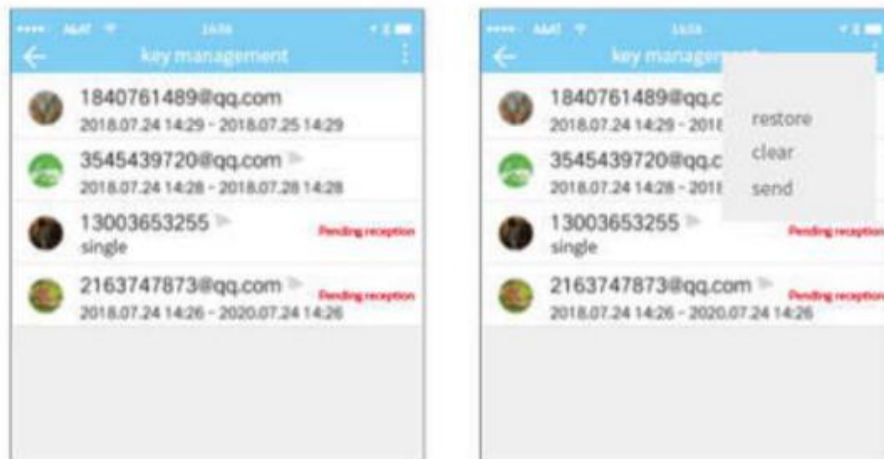 key management
1840761489@qq.com
2018.07.24 14:29 - 2018.07.25 14:29
3545439720@qq.com
2018.07.24 14:28 - 2018.07.28 14:28
13003653255
Pending reception
single
2163747873@qq.com
Pending reception
2018.07.24 14:26 - 2020.07.24 14:26
key manage
1840761489@qq.c
2018.07.24 14:29 - 2018
restore
clear
3545439720@qq.c
2018.07.24 14:28 - 2018
send
13003653255
Pending reception
single
2163747873@qq.com
Pending reception
2018.07.24 14:26 - 2020.07.24 14:26